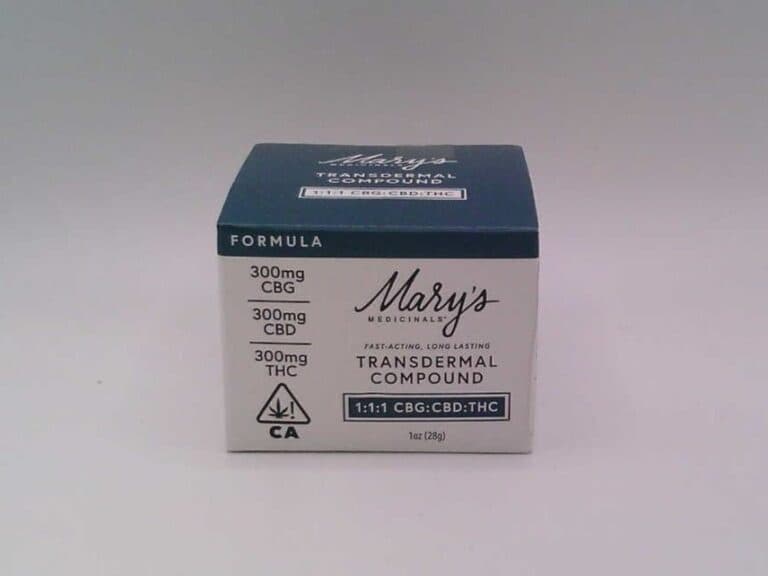 Mary's
MEDICINALS
TRANSDERMAL
COMPOUND
1:1:1 CBG:CBD:THC
FORMULA
300mg
CBG
300mg
CBD
300mg
THC
CA
Mary's
MEDICINALS
FAST-ACTING, LONG LASTING
TRANSDERMAL
COMPOUND
1:1:1 CBG:CBD:THC
1oz (28g)